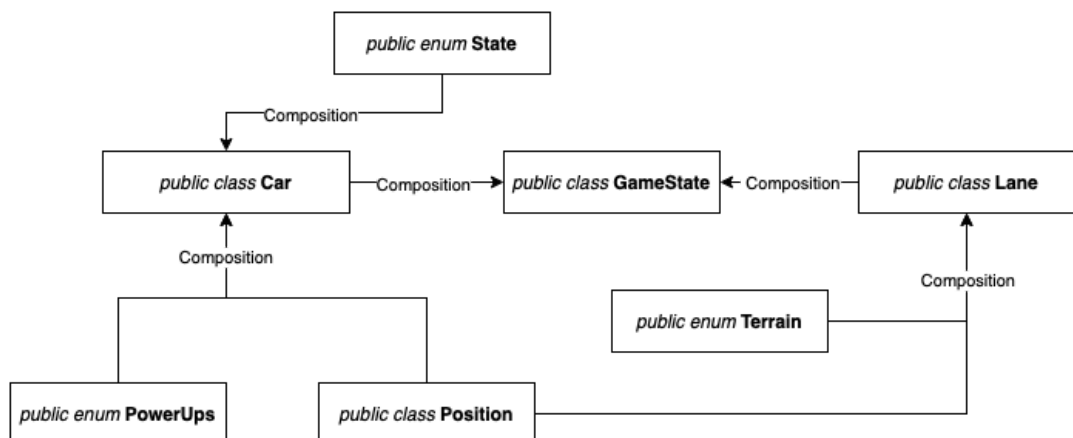 public enum State
Composition
public class Car
Composition
public class GameState
Composition
public class Lane
Composition
Composition
public enum Terrain
public enum PowerUps
public class Position